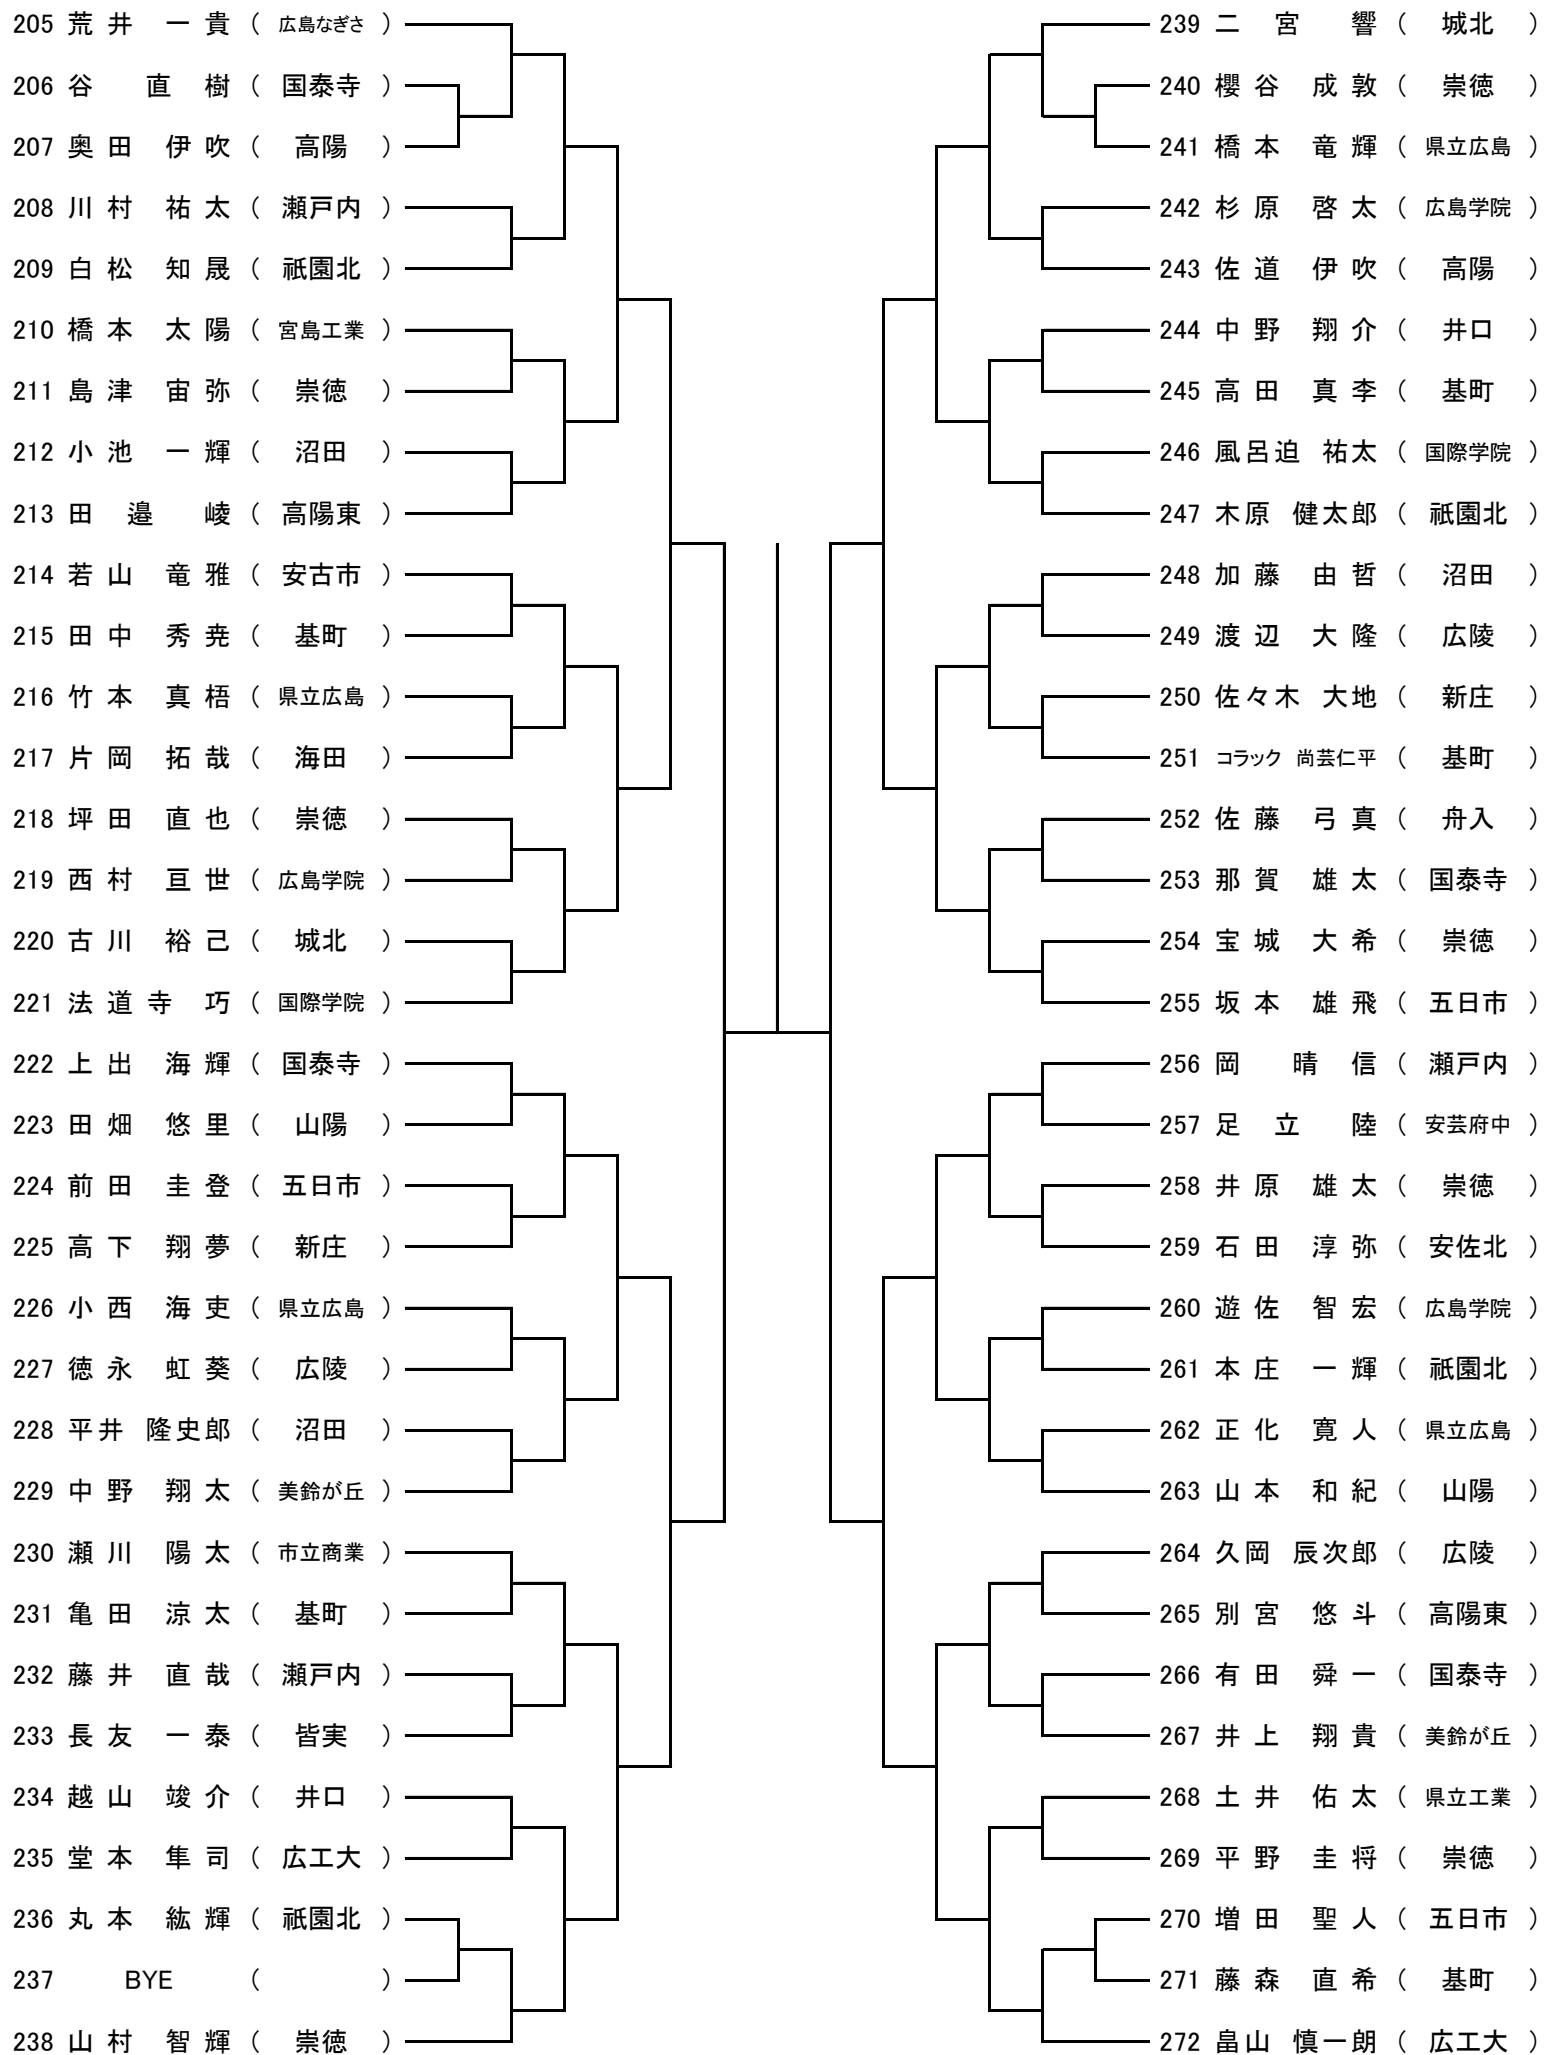 205 荒井 一貴 ( 広島なぎさ )
206 谷 直樹 ( 国泰寺 )
207 奥田 伊吹 ( 高陽 )
208 川村 祐太 ( 瀬戸内 )
209 白松 知晟 ( 祇園北 )
210 橋本 太陽 ( 宮島工業 )
211 島津 宙弥 ( 崇徳 )
212 小池 一輝 ( 沼田 )
213 田邉 崚 ( 高陽東 )
214 若山 竜雅 ( 安古市 )
215 田中 秀尭 ( 基町 )
216 竹本 真梧 ( 県立広島 )
217 片岡 拓哉 ( 海田 )
218 坪田 直也 ( 崇徳 )
219 西村 亘世 ( 広島学院 )
220 古川 裕己 ( 城北 )
221 法道寺 巧 ( 国際学院 )
222 上出 海輝 ( 国泰寺 )
223 田畑 悠里 ( 山陽 )
224 前田 圭登 ( 五日市 )
225 高下 翔夢 ( 新庄 )
226 小西 海吏 ( 県立広島 )
227 徳永 虹葵 ( 広陵 )
228 平井 隆史郎 ( 沼田 )
229 中野 翔太 ( 美鈴が丘 )
230 瀬川 陽太 ( 市立商業 )
231 亀田 涼太 ( 基町 )
232 藤井 直哉 ( 瀬戸内 )
233 長友 一泰 ( 皆実 )
234 越山 竣介 ( 井口 )
235 堂本 隼司 ( 広工大 )
236 丸本 紘輝 ( 祇園北 )
237 BYE ( )
238 山村 智輝 ( 崇徳 )
239 二宮 響 ( 城北 )
240 櫻谷 成敦 ( 崇徳 )
241 橋本 竜輝 ( 県立広島 )
242 杉原 啓太 ( 広島学院 )
243 佐道 伊吹 ( 高陽 )
244 中野 翔介 ( 井口 )
245 高田 真李 ( 基町 )
246 風呂迫 祐太 ( 国際学院 )
247 木原 健太郎 ( 祇園北 )
248 加藤 由哲 ( 沼田 )
249 渡辺 大隆 ( 広陵 )
250 佐々木 大地 ( 新庄 )
251 コラック 尚芸仁平 ( 基町 )
252 佐藤 弓真 ( 舟入 )
253 那賀 雄太 ( 国泰寺 )
254 宝城 大希 ( 崇徳 )
255 坂本 雄飛 ( 五日市 )
256 岡 晴信 ( 瀬戸内 )
257 足立 陸 ( 安芸府中 )
258 井原 雄太 ( 崇徳 )
259 石田 淳弥 ( 安佐北 )
260 遊佐 智宏 ( 広島学院 )
261 本庄 一輝 ( 祇園北 )
262 正化 寛人 ( 県立広島 )
263 山本 和紀 ( 山陽 )
264 久岡 辰次郎 ( 広陵 )
265 別宮 悠斗 ( 高陽東 )
266 有田 舜一 ( 国泰寺 )
267 井上 翔貴 ( 美鈴が丘 )
268 土井 佑太 ( 県立工業 )
269 平野 圭将 ( 崇徳 )
270 増田 聖人 ( 五日市 )
271 藤森 直希 ( 基町 )
272 畠山 慎一朗 ( 広工大 )